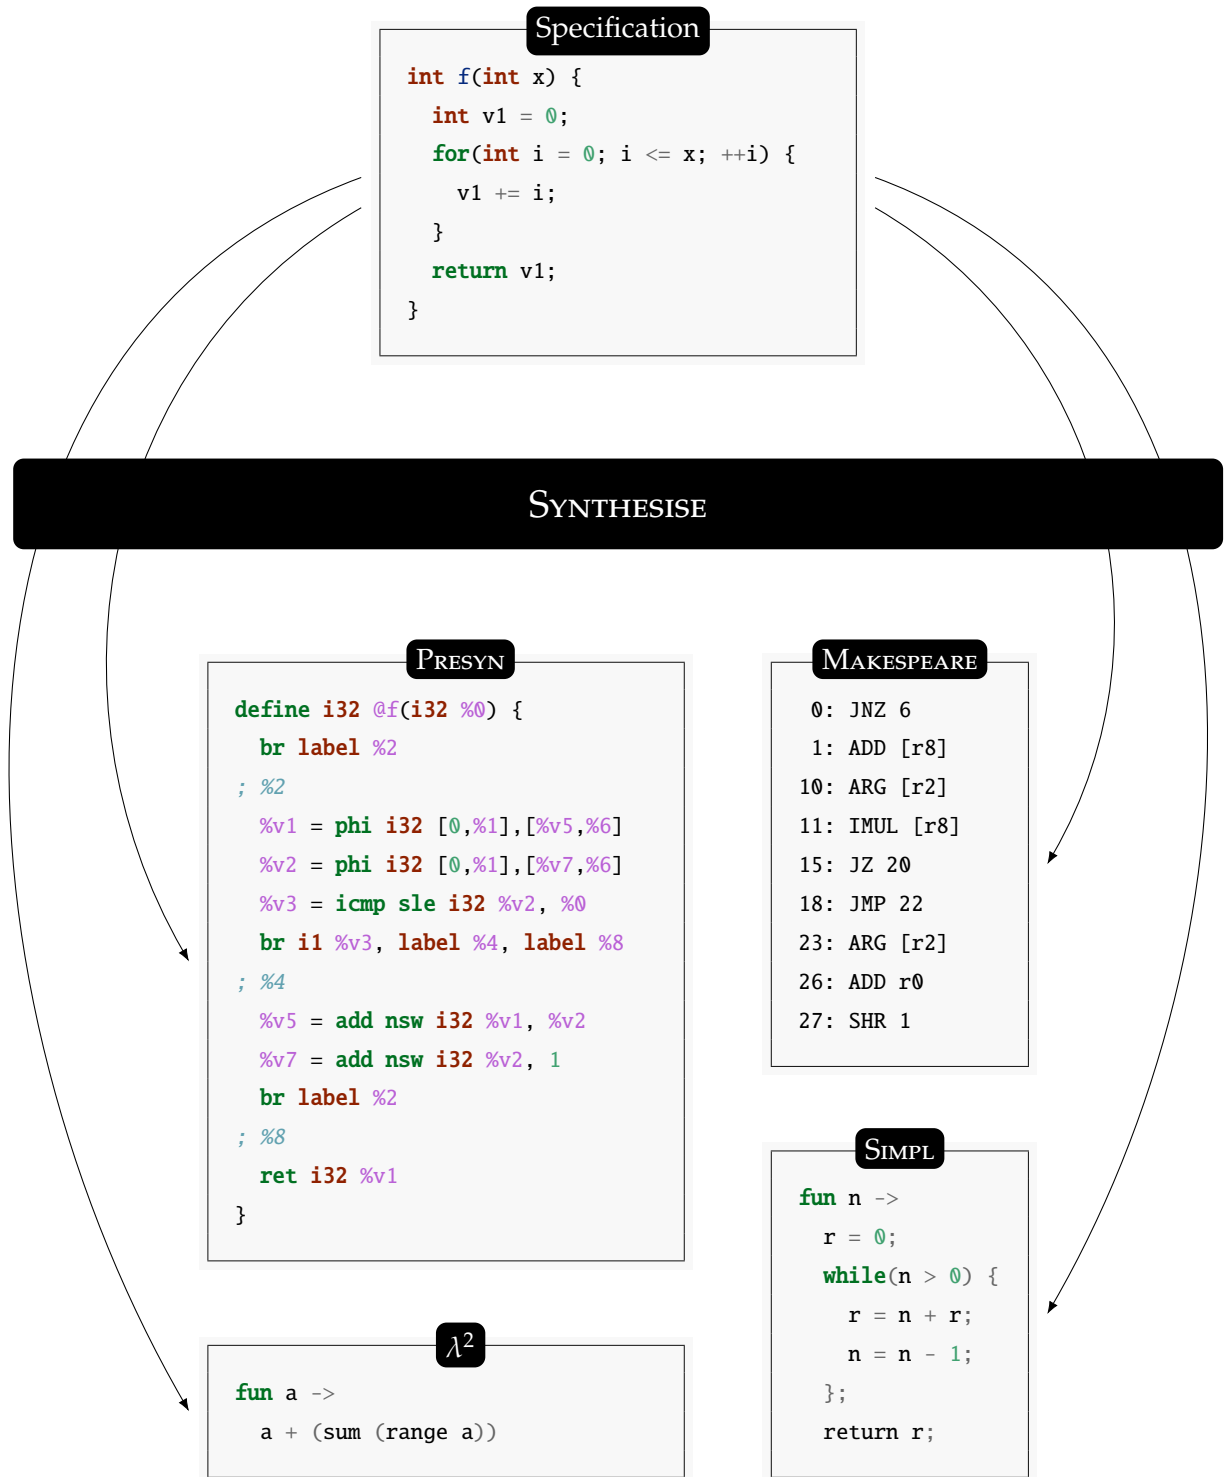 Specification
int f(int x) {
  int v1 = 0;
  for(int i = 0; i <= x; ++i) {
    v1 += i;
  }
  return v1;
}
SYNTHESISE
PRESYN
define i32 @f(i32 %0) {
  br label %2
; %2
  %v1 = phi i32 [0,%1],[%v5,%6]
  %v2 = phi i32 [0,%1],[%v7,%6]
  %v3 = icmp sle i32 %v2, %0
  br i1 %v3, label %4, label %8
; %4
  %v5 = add nsw i32 %v1, %v2
  %v7 = add nsw i32 %v2, 1
  br label %2
; %8
  ret i32 %v1
}
MAKESPEARE
 0: JNZ 6
 1: ADD [r8]
10: ARG [r2]
11: IMUL [r8]
15: JZ 20
18: JMP 22
23: ARG [r2]
26: ADD r0
27: SHR 1
SIMPL
fun n ->
  r = 0;
  while(n > 0) {
    r = n + r;
    n = n - 1;
  };
  return r;
λ²
fun a ->
  a + (sum (range a))